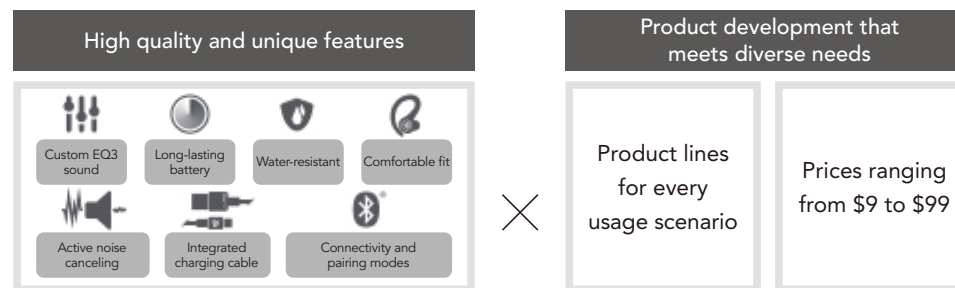 High quality and unique features
Product development that
meets diverse needs
Custom EQ3
sound
Long-lasting
battery
Water-resistant
Comfortable fit
Active noise
canceling
Integrated
charging cable
Connectivity and
pairing modes
Product lines
for every
usage scenario
Prices ranging
from $9 to $99